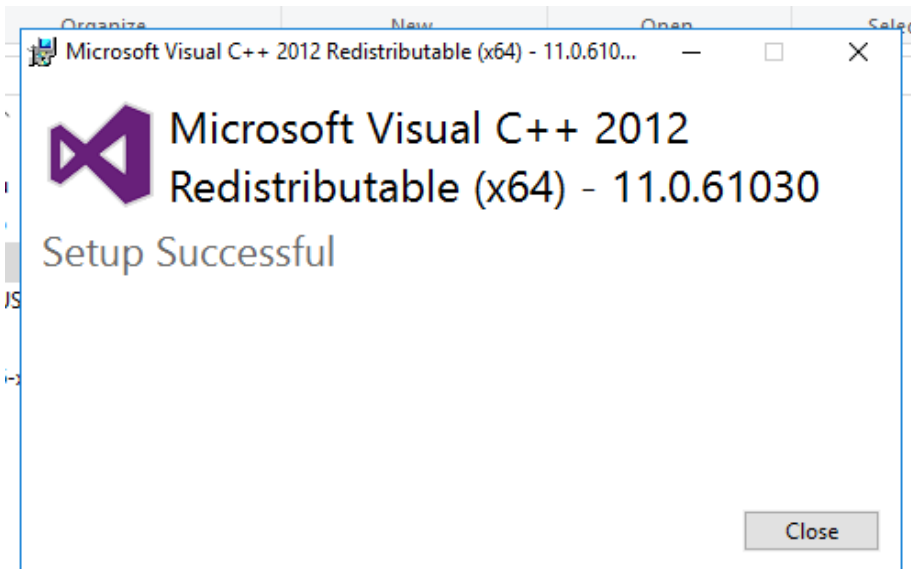 Organize New Open Sele
Microsoft Visual C++ 2012 Redistributable (x64) - 11.0.610...
Microsoft Visual C++ 2012
Redistributable (x64) - 11.0.61030
Setup Successful
Close